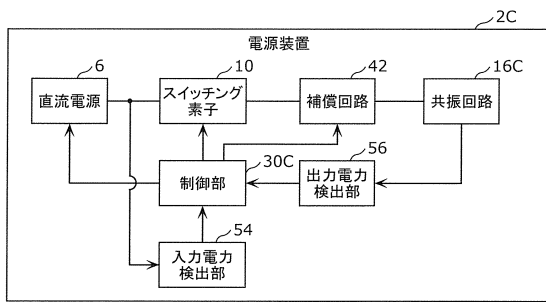 2C
電源装置
6
10
42
16C
直流電源
スイッチング
素子
補償回路
共振回路
30C
56
制御部
出力電力
検出部
54
入力電力
検出部